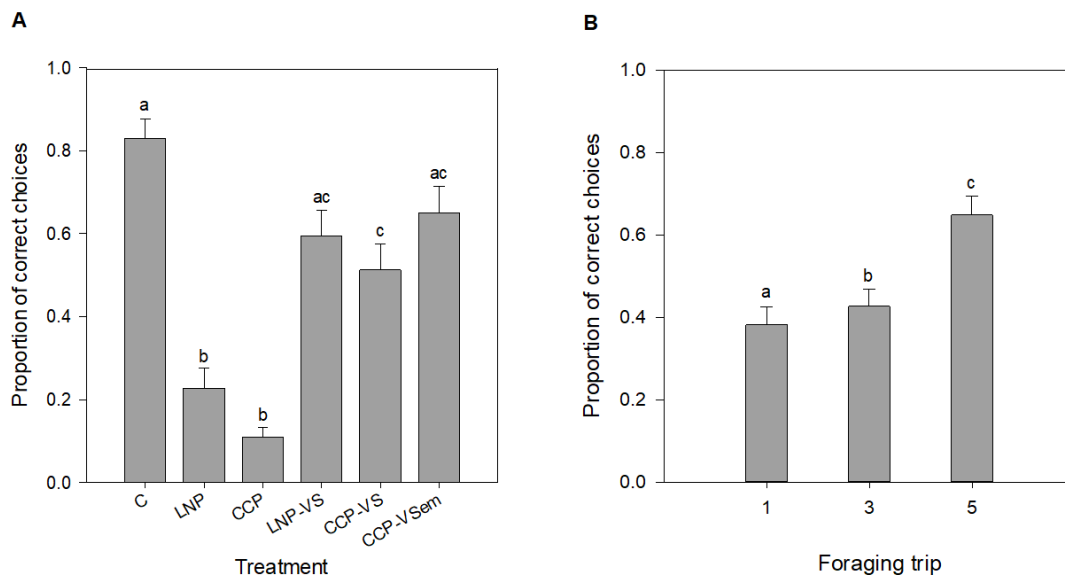 A
Proportion of correct choices
1.0
0.8
0.6
0.4
0.2
0.0
a
b
b
ac
c
ac
C
LNP
CCP
LNP-VS
CCP-VS
CCP-VSem
Treatment
B
Proportion of correct choices
1.0
0.8
0.6
0.4
0.2
0.0
a
b
c
1 3 5
Foraging trip